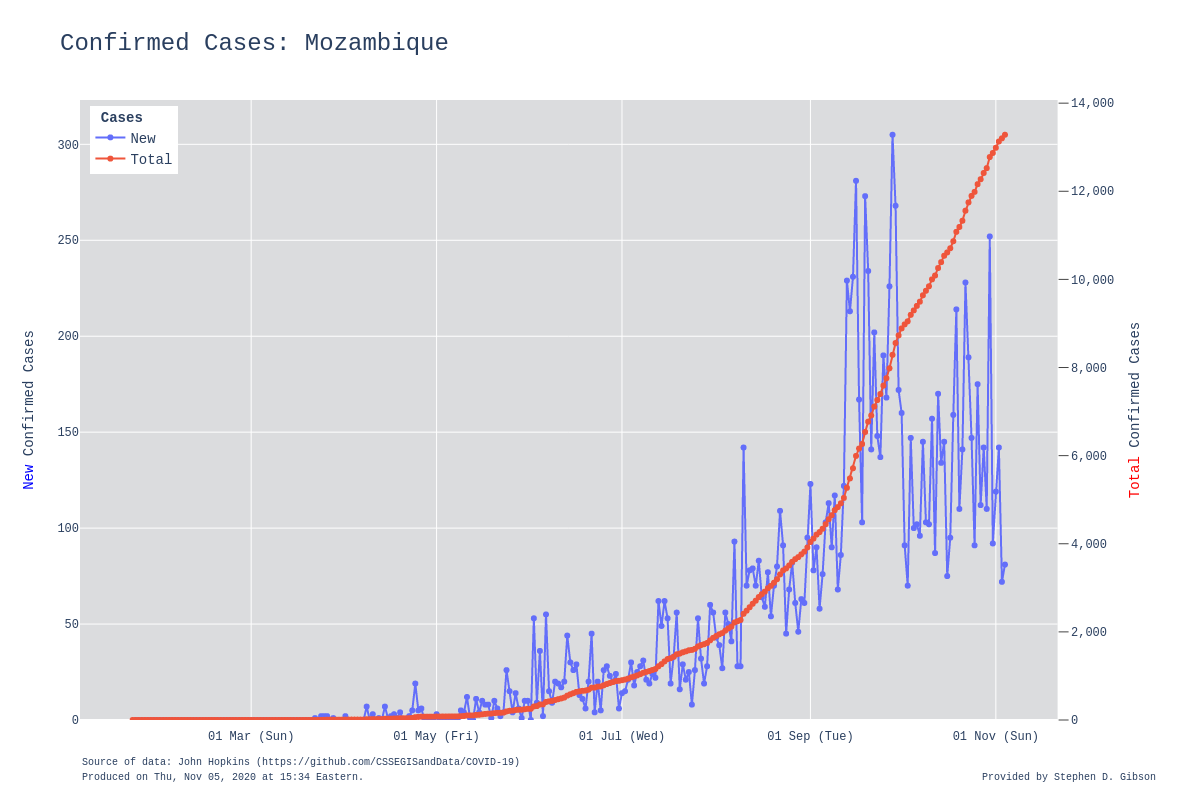 Confirmed Cases: Mozambique
Cases
New
Total
300
250
200
150
100
50
0
14,000
12,000
10,000
8,000
6,000
4,000
2,000
0
New Confirmed Cases
Total Confirmed Cases
01 Mar (Sun) 01 May (Fri) 01 Jul (Wed) 01 Sep (Tue) 01 Nov (Sun)
Source of data: John Hopkins (https://github.com/CSSEGISandData/COVID-19)
Produced on Thu, Nov 05, 2020 at 15:34 Eastern.
Provided by Stephen D. Gibson